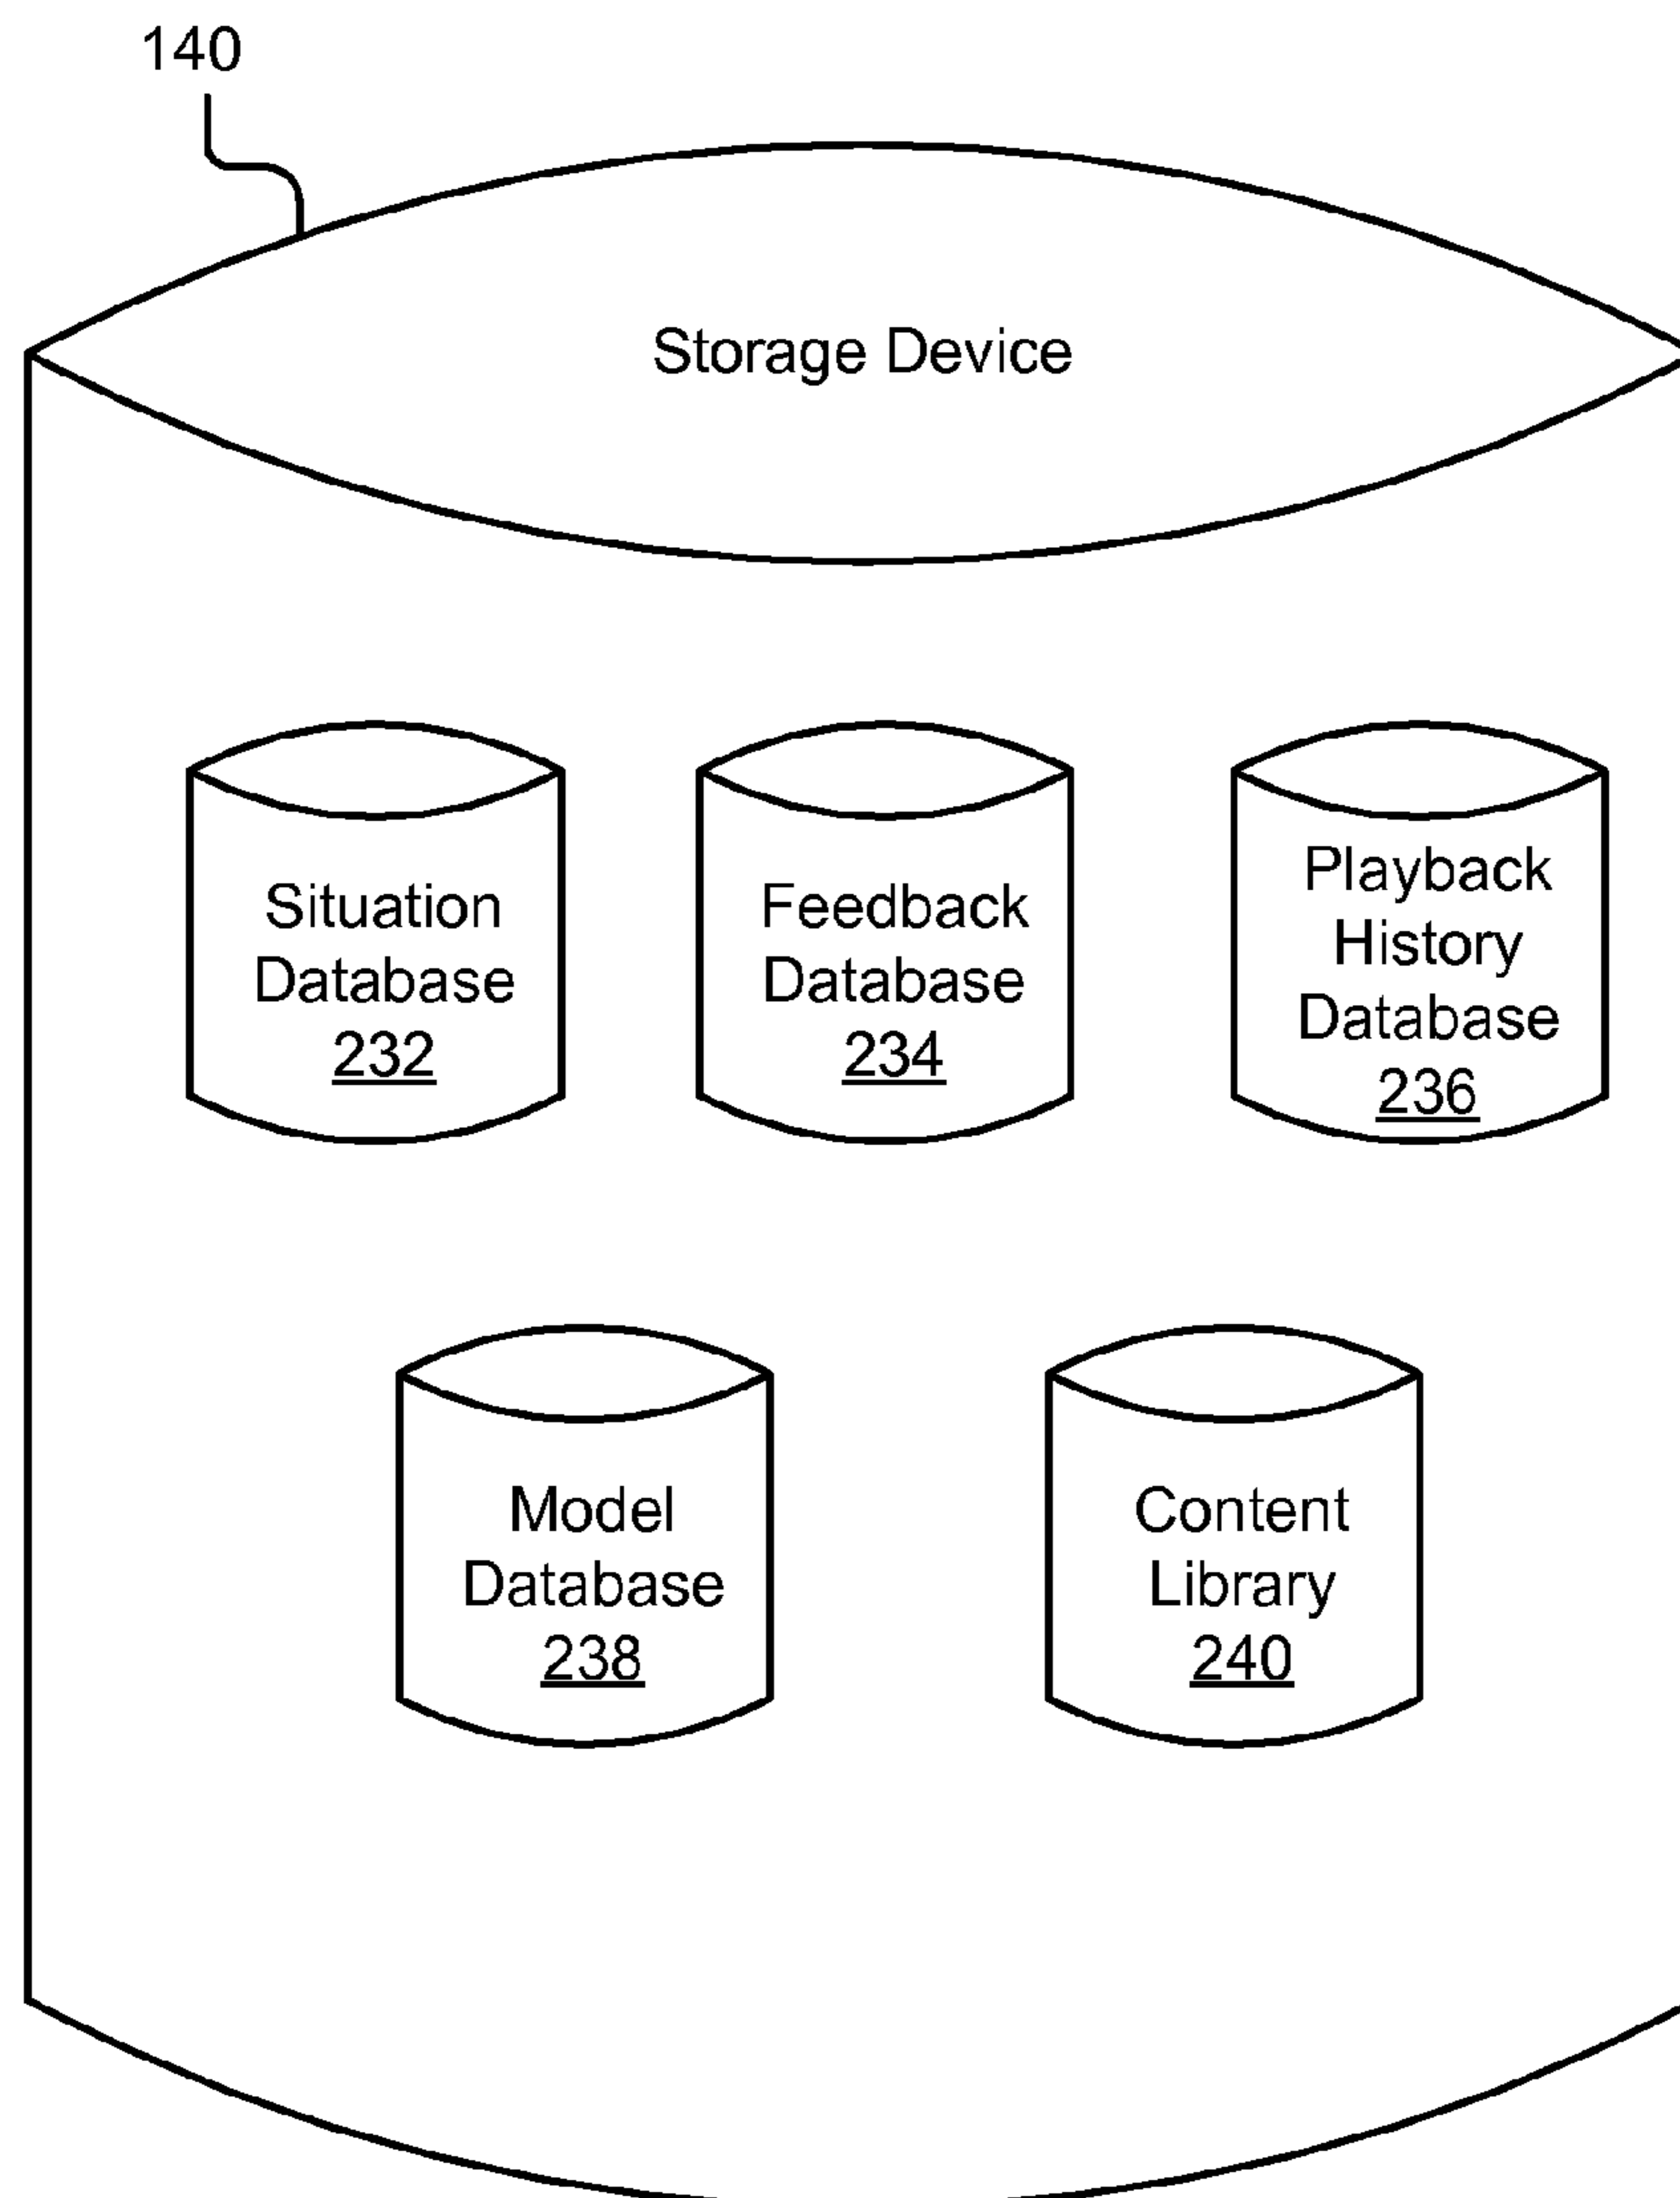 140
Storage Device
Situation
Database
232
Feedback
Database
234
Playback
History
Database
236
Model
Database
238
Content
Library
240